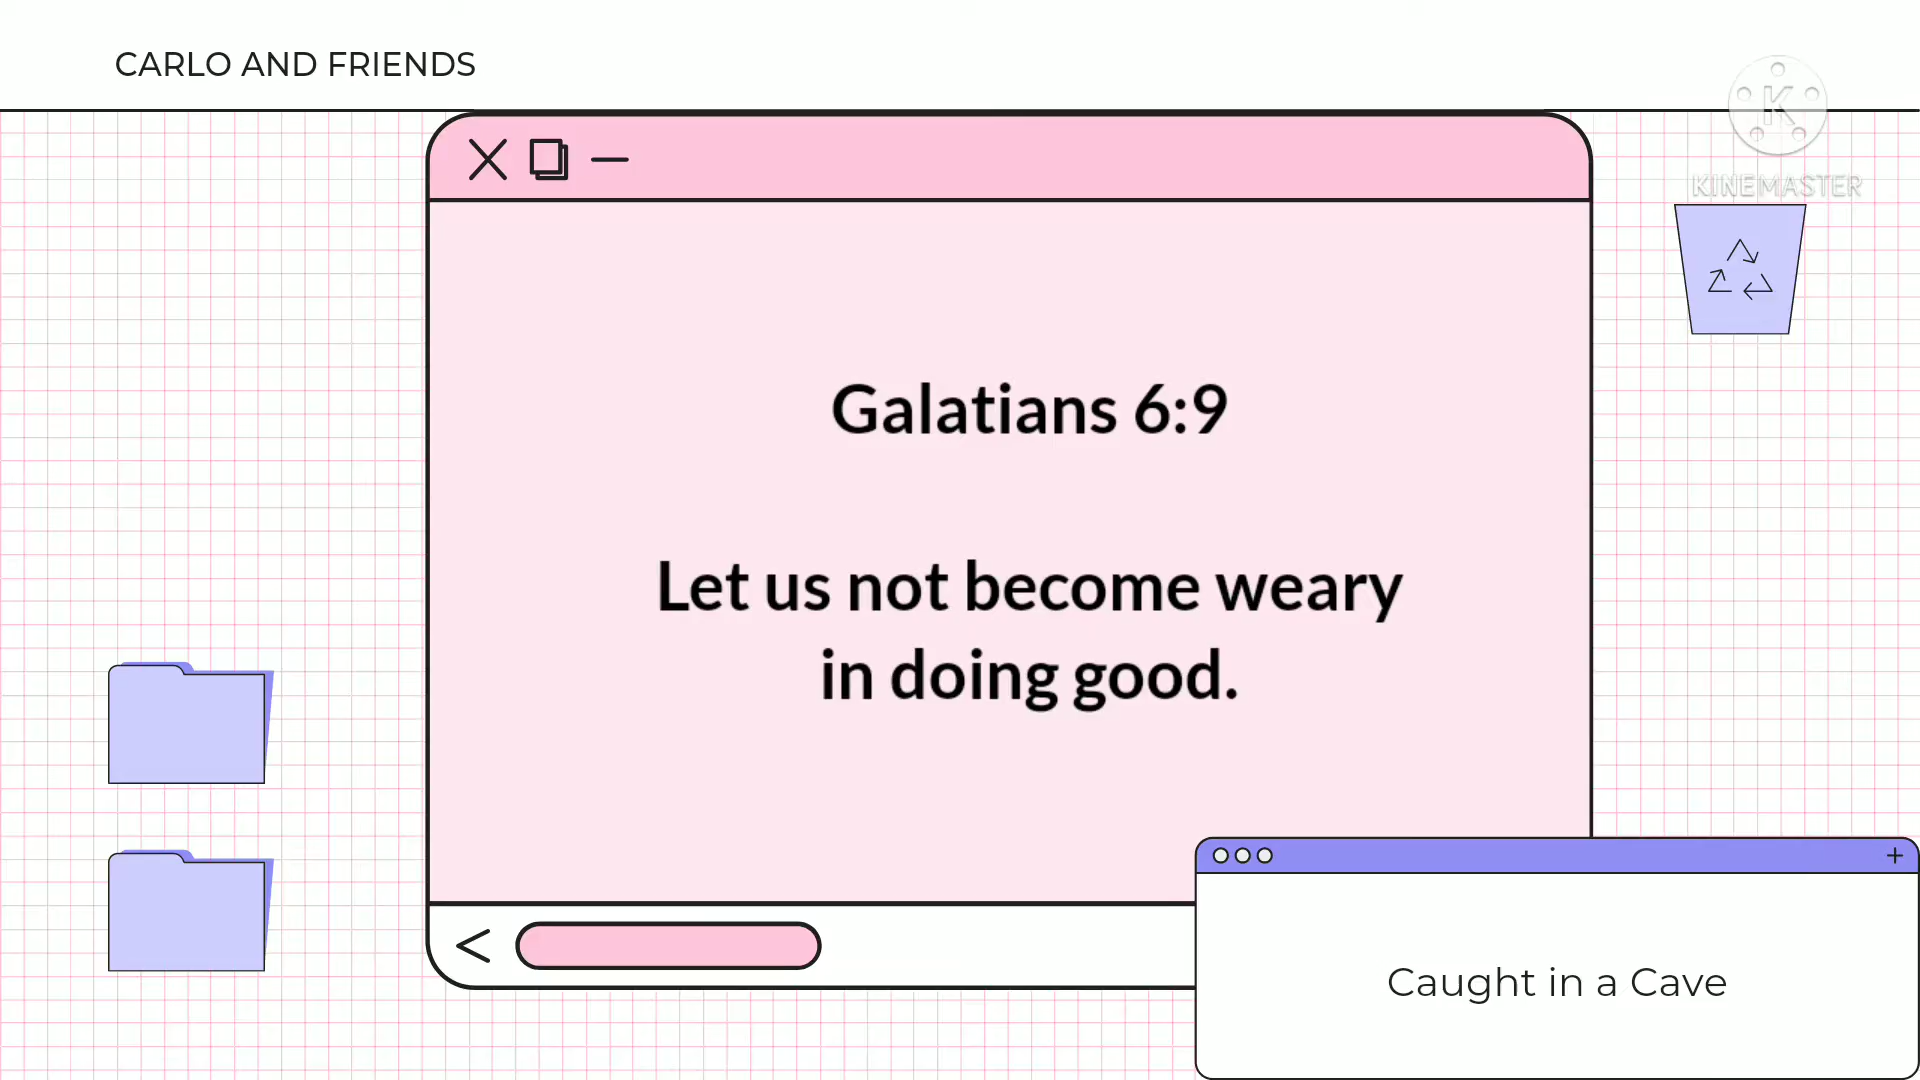 CARLO AND FRIENDS
K
KINEMASTER
Galatians 6:9
Let us not become weary
in doing good.
Caught in a Cave